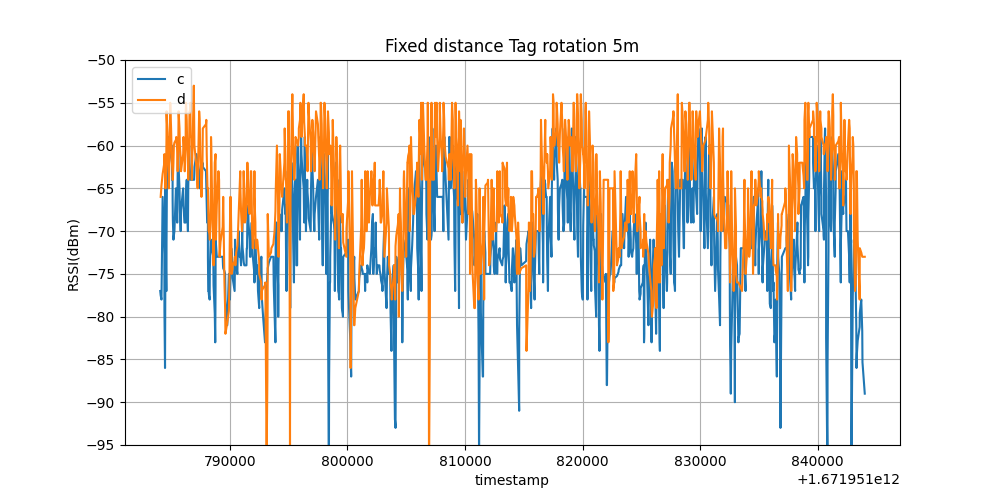 Fixed distance Tag rotation 5m
c
d
RSSI(dBm)
−50
−55
−60
−65
−70
−75
−80
−85
−90
−95
790000 800000 810000 820000 830000 840000
timestamp
+1.671951e12